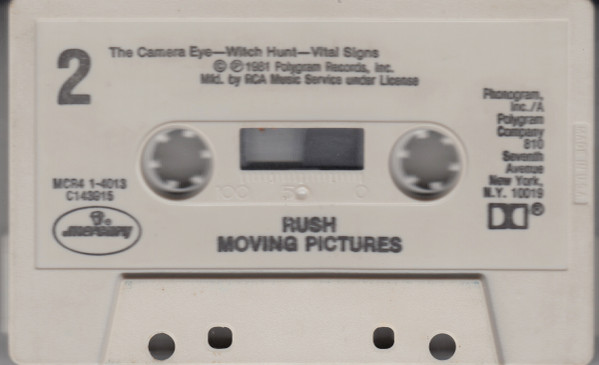 2
The Camera Eye—Witch Hunt—Vital Signs
© ℗ 1981 Polygram Records, Inc.
Mfd. by RCA Music Service under License
Phonogram,
Inc./A
Polygram
Company
810
Seventh
Avenue
New York,
N.Y. 10019
MCR4 1-4013
C143915
mercury
100 50 0
®
RUSH
MOVING PICTURES